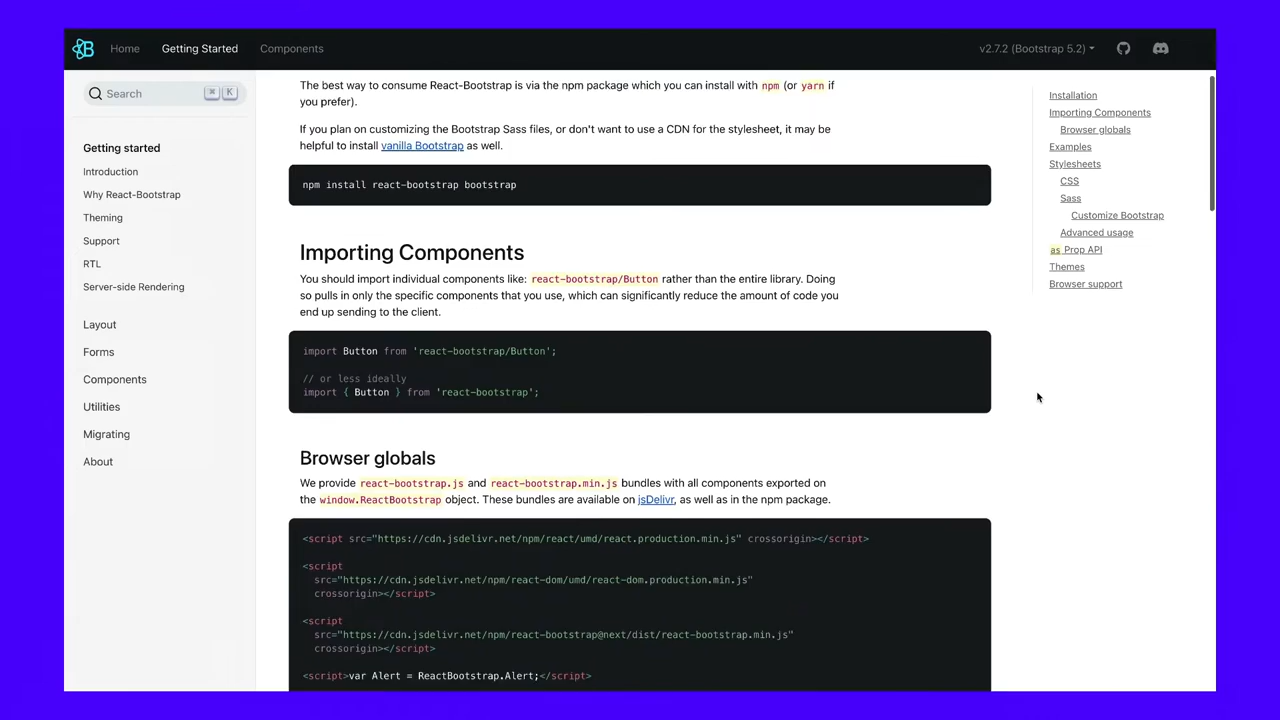 B
Home
Getting Started
Components
v2.7.2 (Bootstrap 5.2)
Search
⌘ K
Getting started
Introduction
Why React-Bootstrap
Theming
Support
RTL
Server-side Rendering
Layout
Forms
Components
Utilities
Migrating
About
The best way to consume React-Bootstrap is via the npm package which you can install with npm (or yarn if
you prefer).
If you plan on customizing the Bootstrap Sass files, or don't want to use a CDN for the stylesheet, it may be
helpful to install vanilla Bootstrap as well.
npm install react-bootstrap bootstrap
Importing Components
You should import individual components like: react-bootstrap/Button rather than the entire library. Doing
so pulls in only the specific components that you use, which can significantly reduce the amount of code you
end up sending to the client.
import Button from 'react-bootstrap/Button';
// or less ideally
import { Button } from 'react-bootstrap';
Browser globals
We provide react-bootstrap.js and react-bootstrap.min.js bundles with all components exported on
the window.ReactBootstrap object. These bundles are available on jsDelivr, as well as in the npm package.
<script src="https://cdn.jsdelivr.net/npm/react/umd/react.production.min.js" crossorigin></script>
<script
src="https://cdn.jsdelivr.net/npm/react-dom/umd/react-dom.production.min.js"
crossorigin></script>
<script
src="https://cdn.jsdelivr.net/npm/react-bootstrap@next/dist/react-bootstrap.min.js"
crossorigin></script>
<script>var Alert = ReactBootstrap.Alert;</script>
Installation
Importing Components
Browser globals
Examples
Stylesheets
CSS
Sass
Customize Bootstrap
Advanced usage
as Prop API
Themes
Browser support